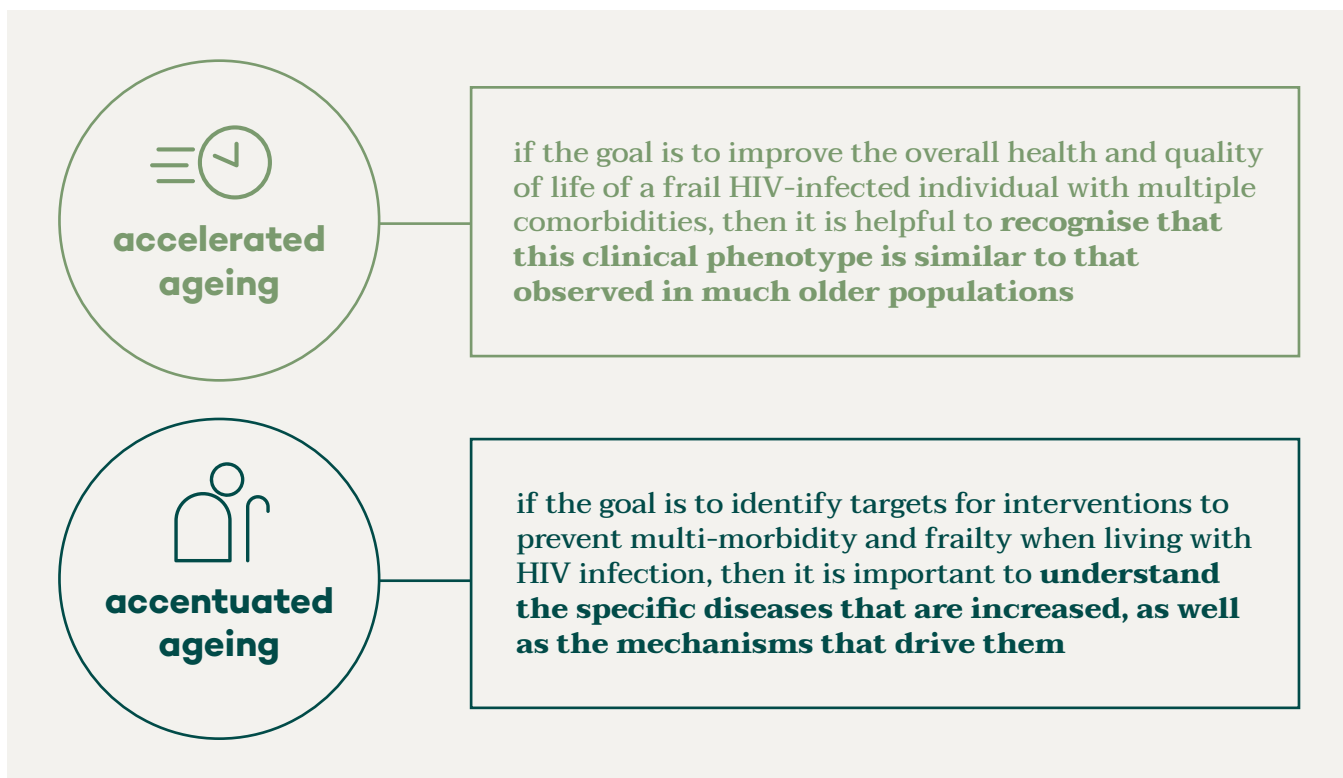 accelerated
ageing
if the goal is to improve the overall health and quality
of life of a frail HIV-infected individual with multiple
comorbidities, then it is helpful to recognise that
this clinical phenotype is similar to that
observed in much older populations
accentuated
ageing
if the goal is to identify targets for interventions to
prevent multi-morbidity and frailty when living with
HIV infection, then it is important to understand
the specific diseases that are increased, as well
as the mechanisms that drive them